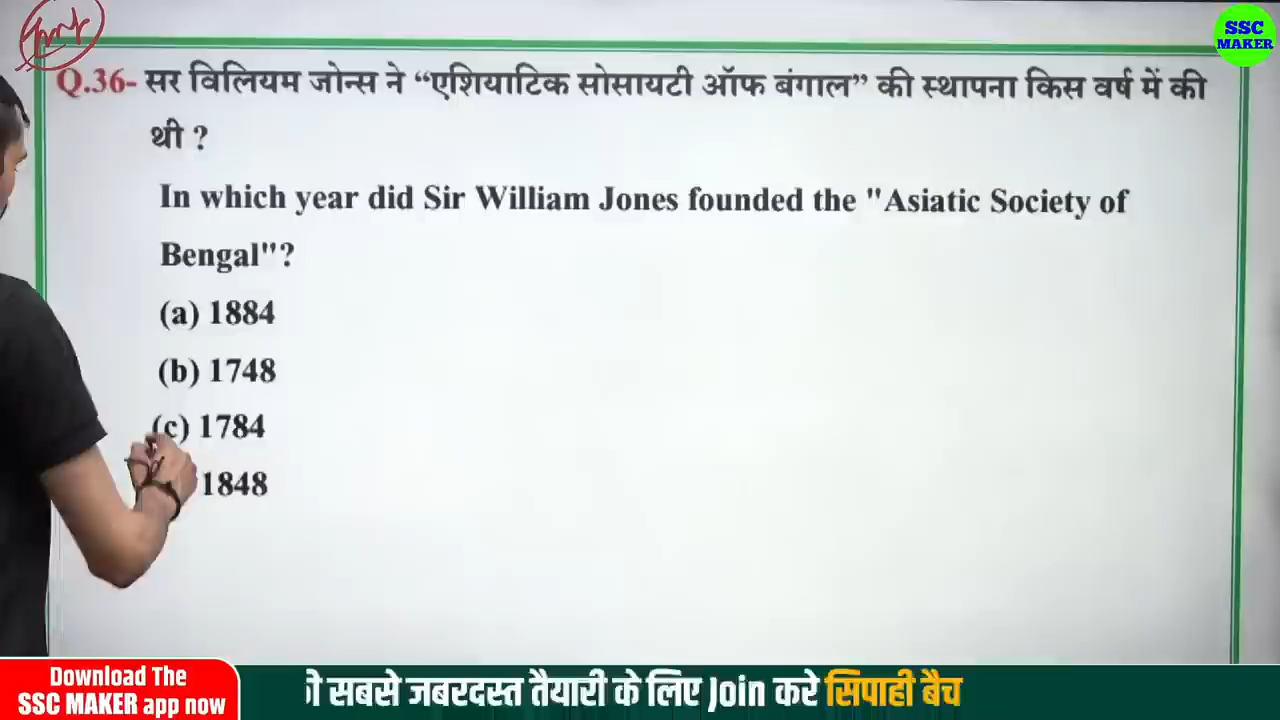 SSC
MAKER
Q.36- सर विलियम जोन्स ने “एशियाटिक सोसायटी ऑफ बंगाल” की स्थापना किस वर्ष में की
थी ?
In which year did Sir William Jones founded the "Asiatic Society of
Bengal"?
(a) 1884
(b) 1748
(c) 1784
1848
Download The
SSC MAKER app now
सबसे जबरदस्त तैयारी के लिए Join करे सिपाही बैच